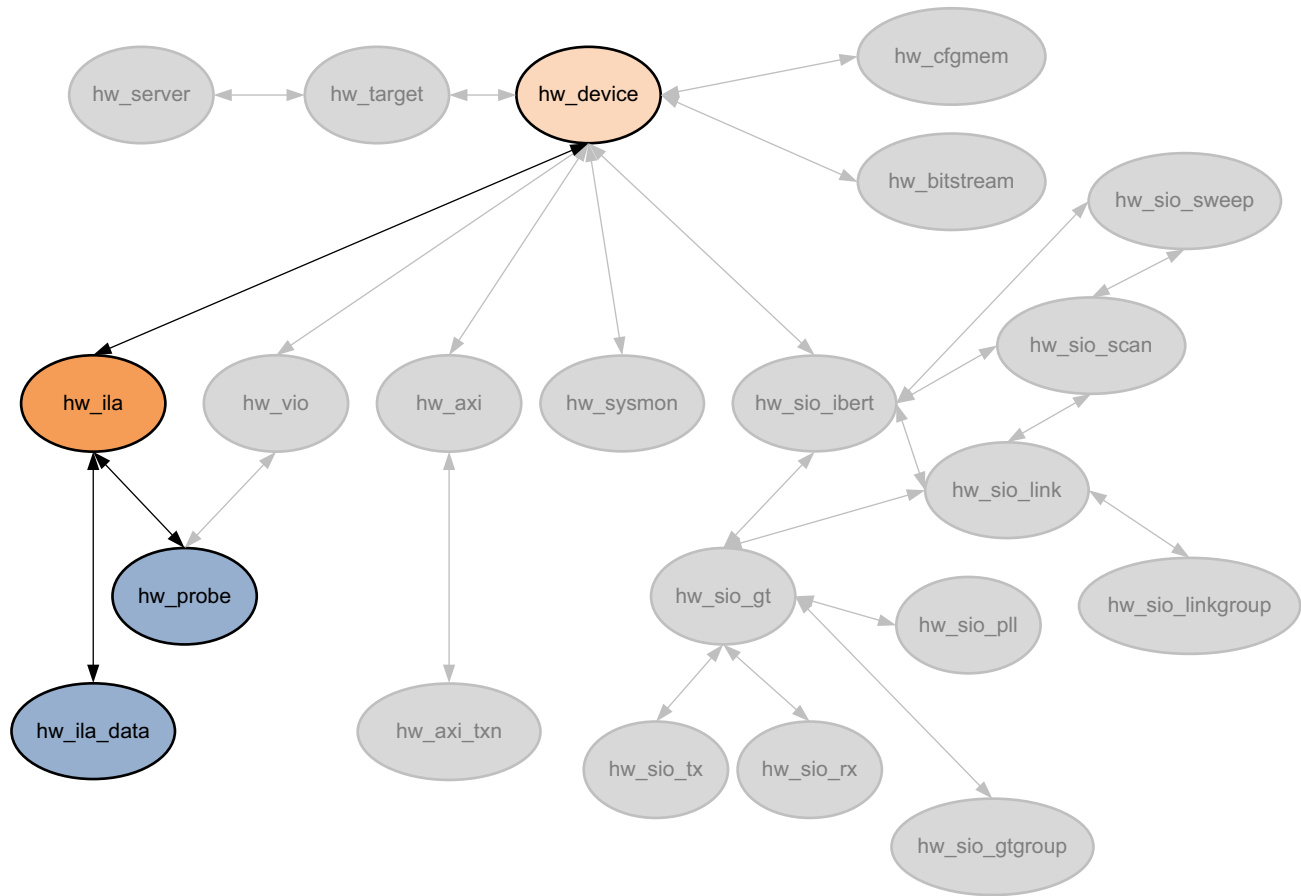 hw_cfgmem
hw_server
hw_target
hw_device
hw_bitstream
hw_sio_sweep
hw_sio_scan
hw_ila
hw_vio
hw_axi
hw_sysmon
hw_sio_ibert
hw_sio_link
hw_probe
hw_sio_gt
hw_sio_pll
hw_sio_linkgroup
hw_ila_data
hw_axi_txn
hw_sio_tx
hw_sio_rx
hw_sio_gtgroup